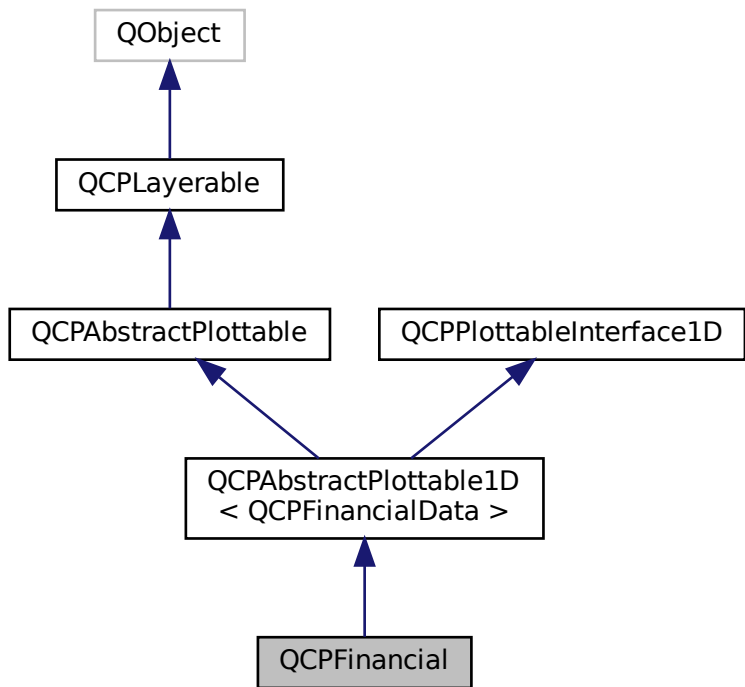 QObject
QCPLayerable
QCPAbstractPlottable
QCPPlottableInterface1D
QCPAbstractPlottable1D
< QCPFinancialData >
QCPFinancial